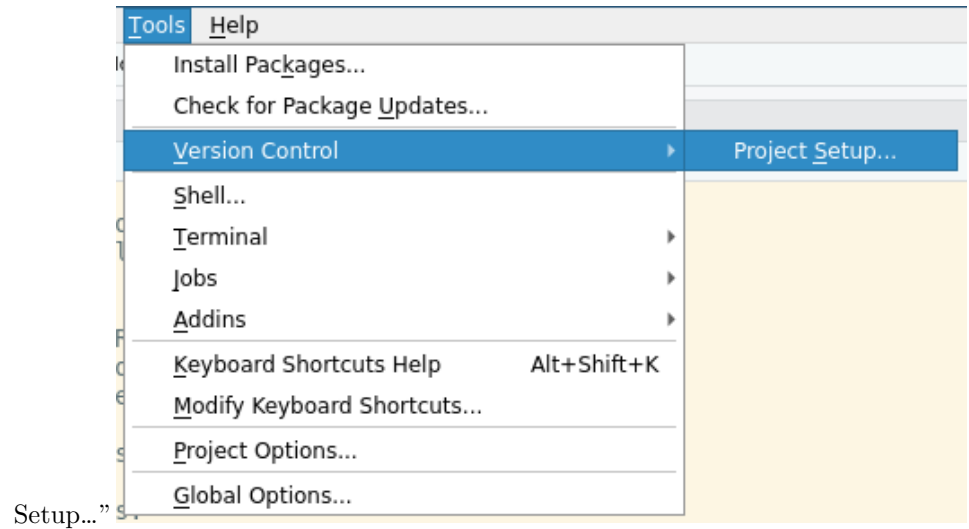 Tools Help
Install Packages...
Check for Package Updates...
Version Control Project Setup...
Shell...
Terminal
Jobs
Addins
Keyboard Shortcuts Help Alt+Shift+K
Modify Keyboard Shortcuts...
Project Options...
Global Options...
Setup…”